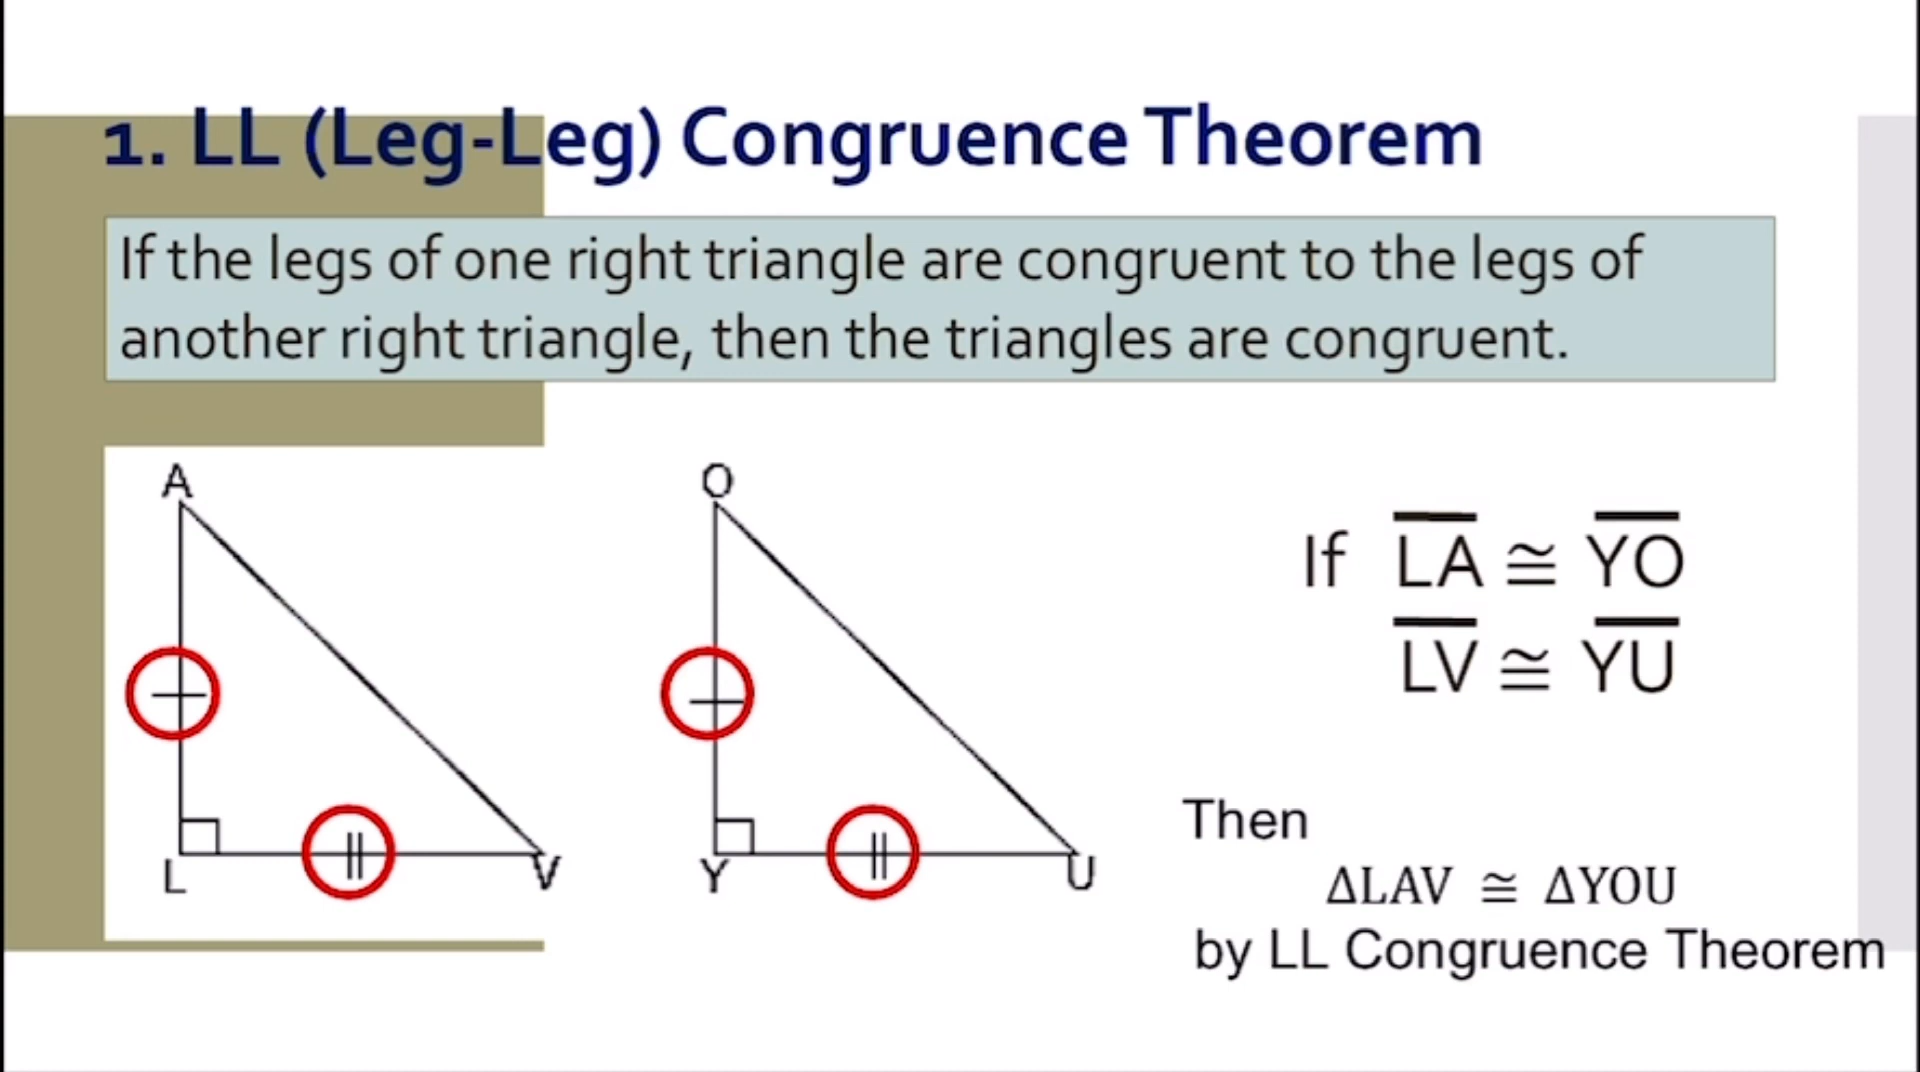 1. LL (Leg-Leg) Congruence Theorem
If the legs of one right triangle are congruent to the legs of
another right triangle, then the triangles are congruent.
A
O
If LA ≅ YO
LV ≅ YU
L
V
Y
U
Then
ΔLAV ≅ ΔYOU
by LL Congruence Theorem